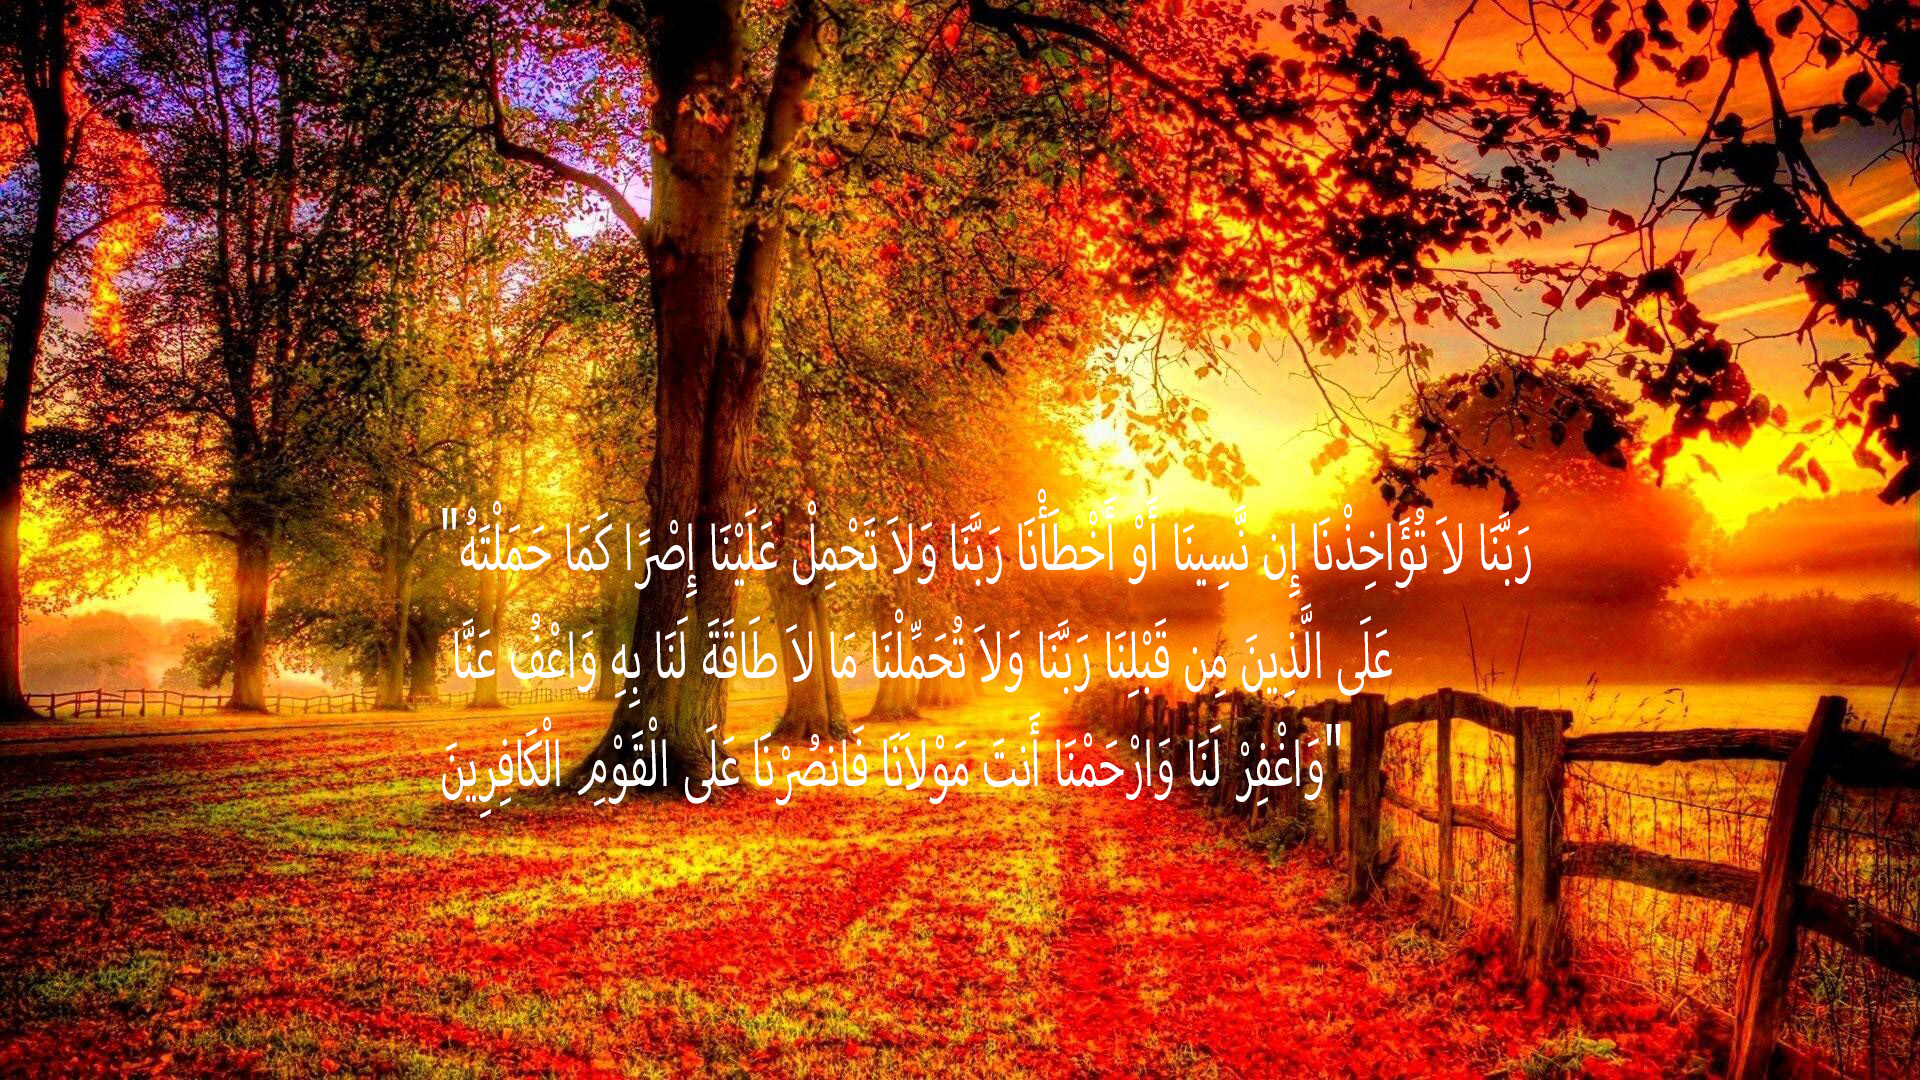 رَبَّنَا لاَ تُؤَاخِذْنَا إِن نَّسِينَا أَوْ أَخْطَأْنَا رَبَّنَا وَلاَ تَحْمِلْ عَلَيْنَا إِصْرًا كَمَا حَمَلْتَهُ"
عَلَى الَّذِينَ مِن قَبْلِنَا رَبَّنَا وَلاَ تُحَمِّلْنَا مَا لاَ طَاقَةَ لَنَا بِهِ وَاعْفُ عَنَّا
"وَاغْفِرْ لَنَا وَارْحَمْنَا أَنتَ مَوْلاَنَا فَانصُرْنَا عَلَى الْقَوْمِ الْكَافِرِينَ